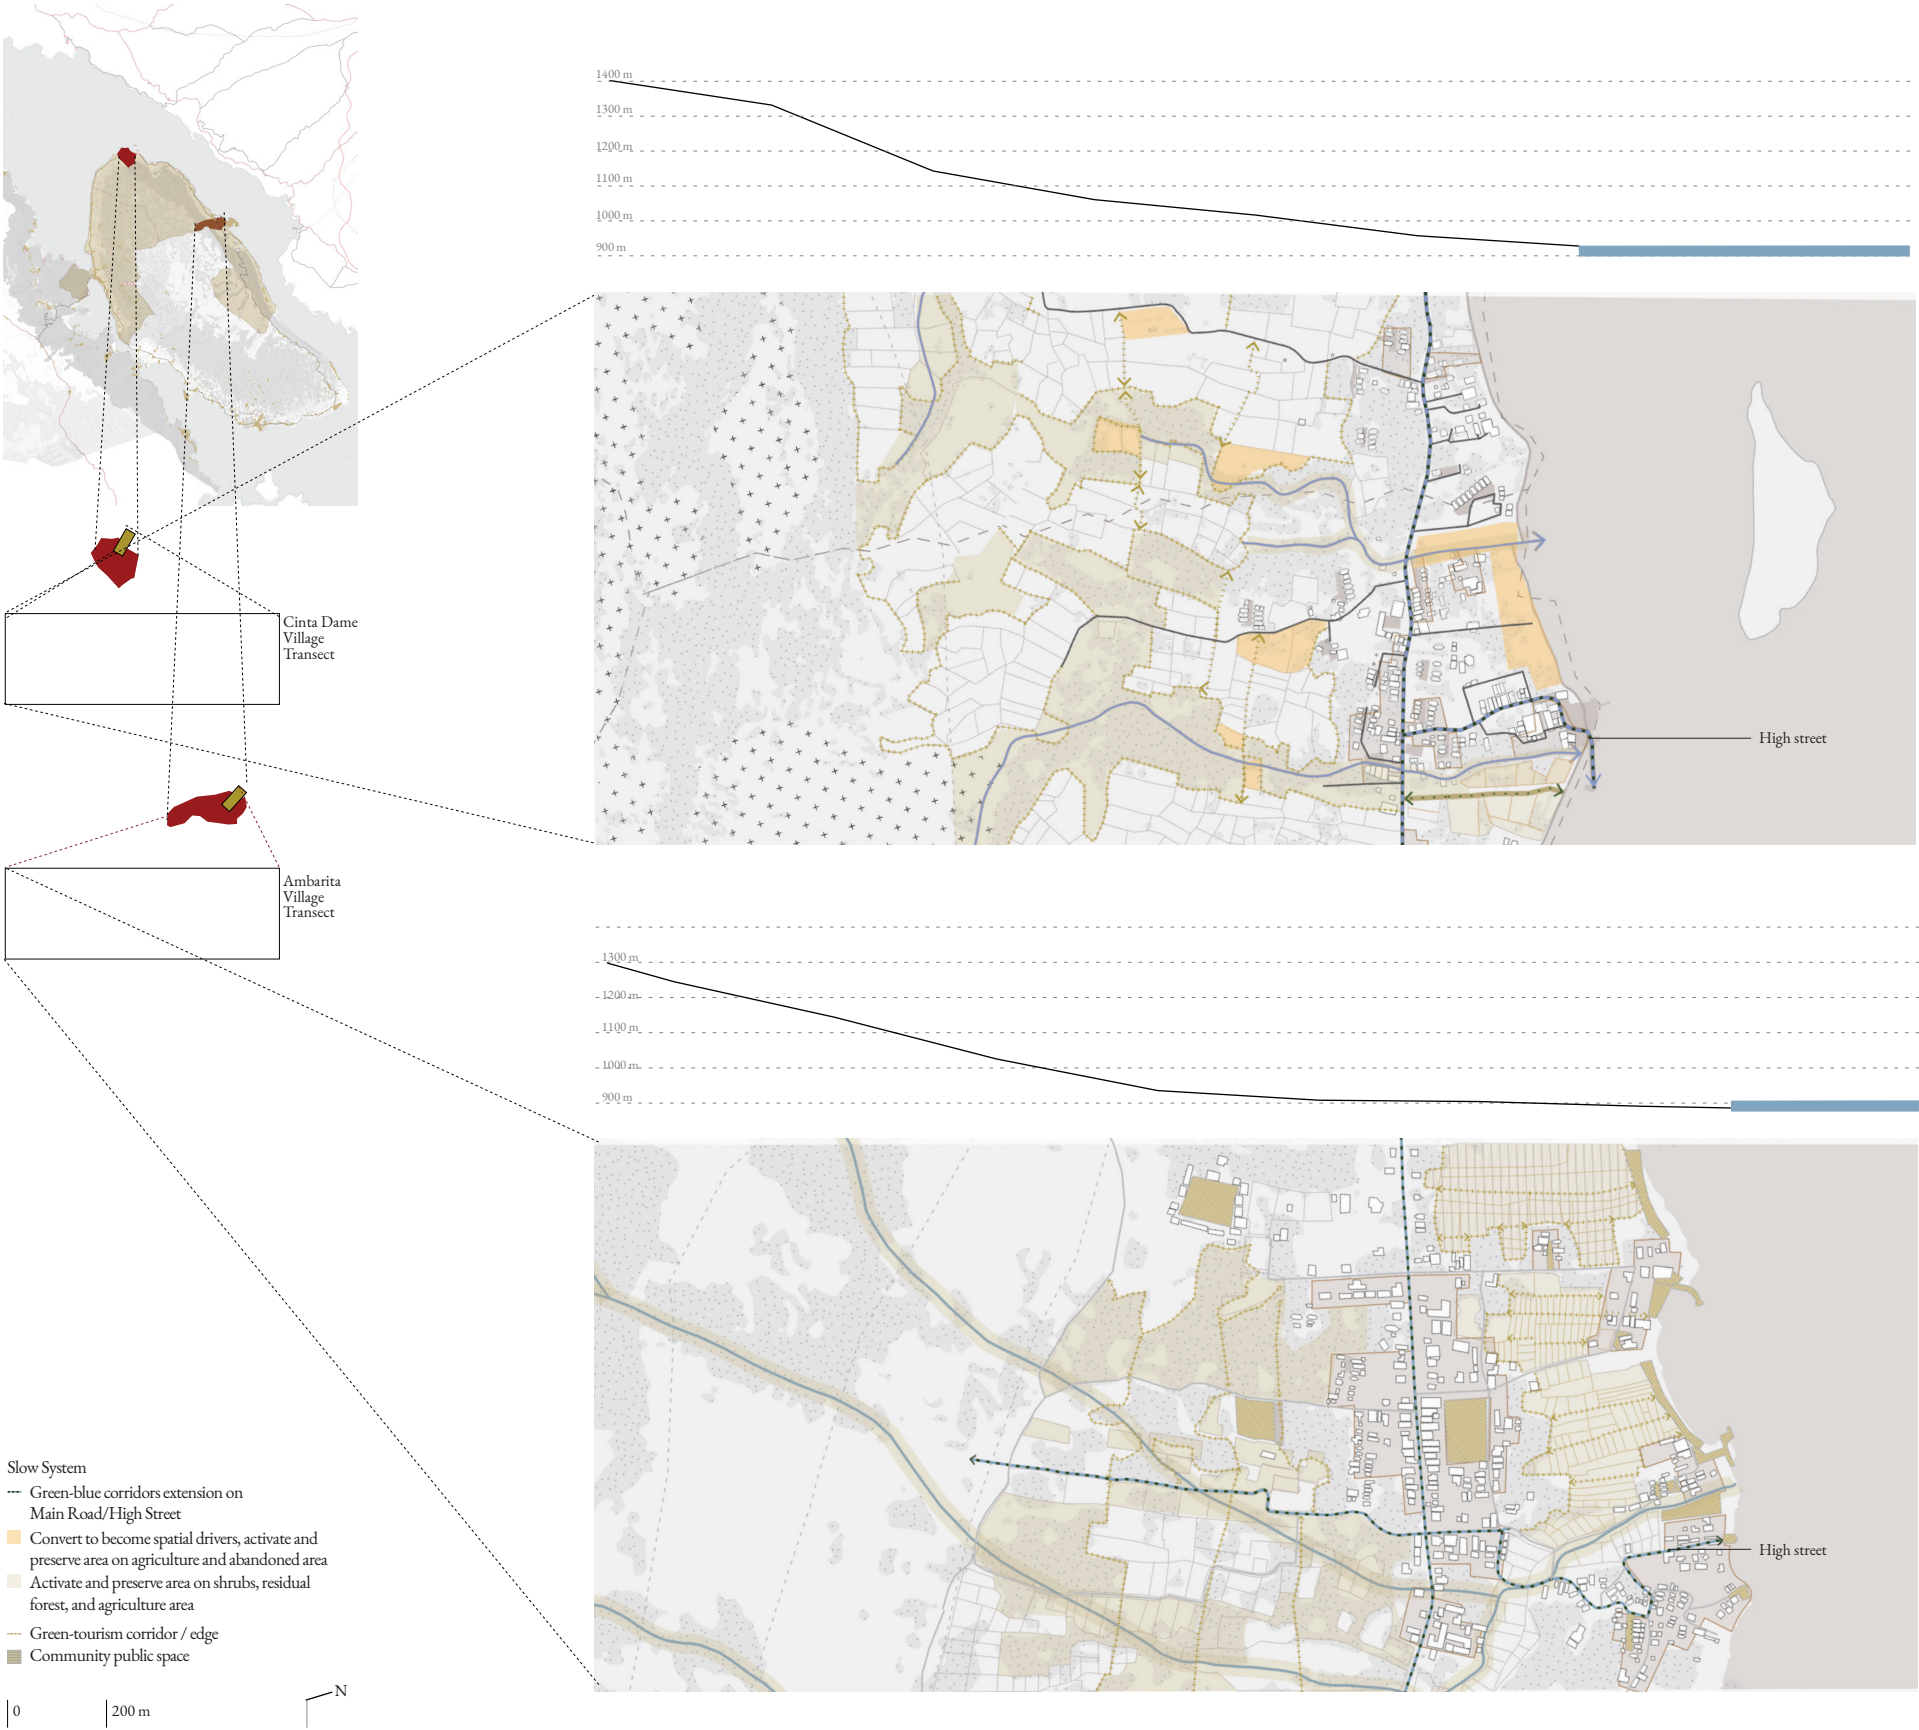 1400 m
1300 m
1200 m
1100 m
1000 m
900 m
Cinta Dame
Village
Transect
High street
Ambarita
Village
Transect
1300 m
1200 m
1100 m
1000 m
900 m
High street
Slow System
Green-blue corridors extension on
Main Road/High Street
Convert to become spatial drivers, activate and
preserve area on agriculture and abandoned area
Activate and preserve area on shrubs, residual
forest, and agriculture area
Green-tourism corridor / edge
Community public space
N
0
200 m